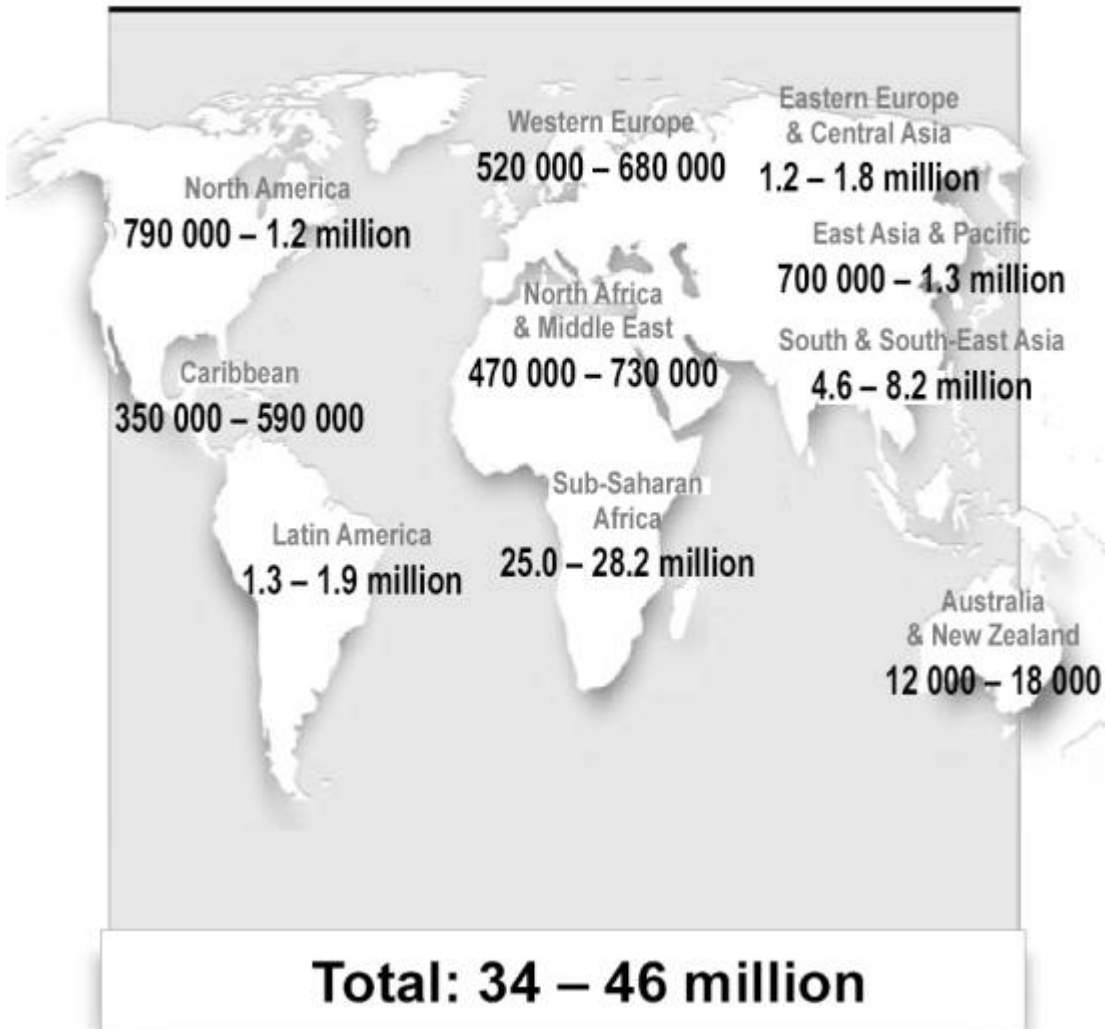 Western Europe
520 000 – 680 000
Eastern Europe
& Central Asia
1.2 – 1.8 million
North America
790 000 – 1.2 million
East Asia & Pacific
700 000 – 1.3 million
North Africa
& Middle East
470 000 – 730 000
South & South-East Asia
4.6 – 8.2 million
Caribbean
350 000 – 590 000
Sub-Saharan
Africa
25.0 – 28.2 million
Latin America
1.3 – 1.9 million
Australia
& New Zealand
12 000 – 18 000
Total: 34 – 46 million